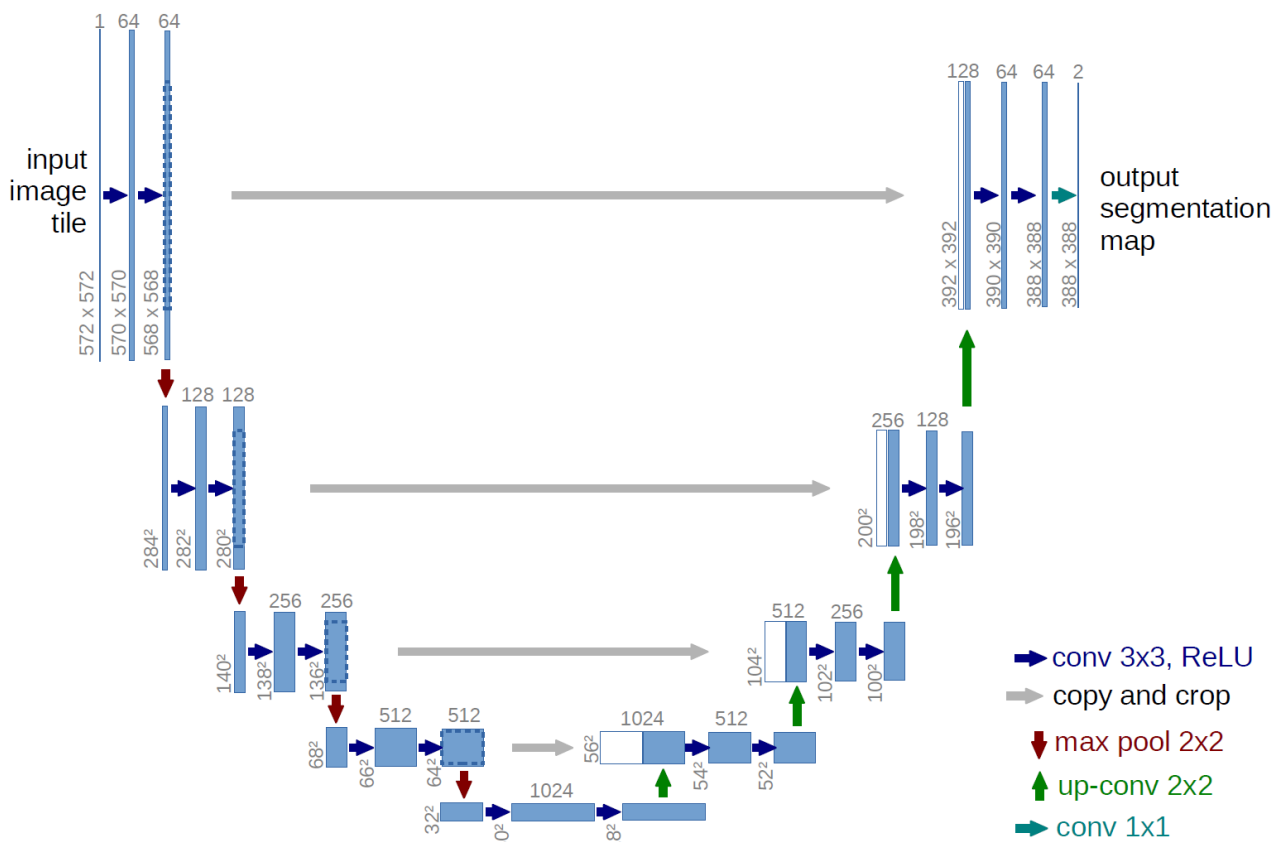 1 64 64
128
64 64 2
input
image
tile
output
segmentation
map
572 x 572
570 x 570
568 x 568
392 x 392
390 x 390
388 x 388
388 x 388
128 128
256 128
284²
282²
280²
200²
198²
196²
256 256
512 256
140²
138²
136²
104²
102²
100²
512 512
1024 512
68²
66²
64²
56²
54²
52²
1024
32²
0²
8²
conv 3x3, ReLU
copy and crop
max pool 2x2
up-conv 2x2
conv 1x1